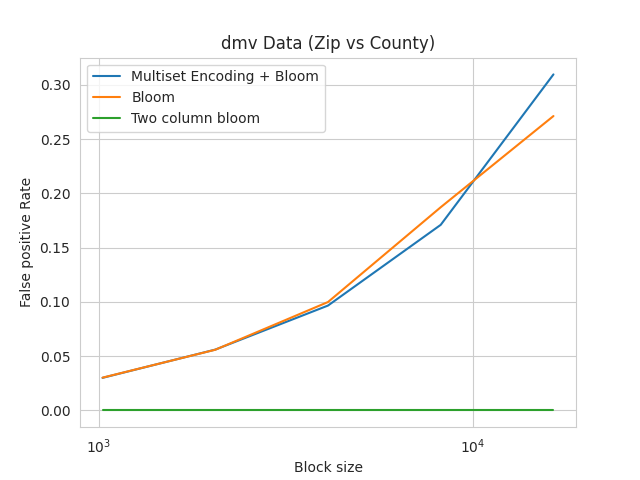 dmv Data (Zip vs County)
Multiset Encoding + Bloom
Bloom
Two column bloom
False positive Rate
0.30
0.25
0.20
0.15
0.10
0.05
0.00
10³ 10⁴
Block size